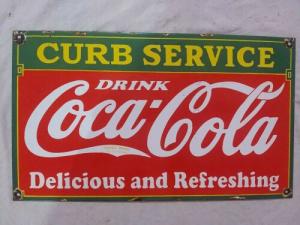 CURB SERVICE
DRINK
Coca-Cola
Delicious and Refreshing